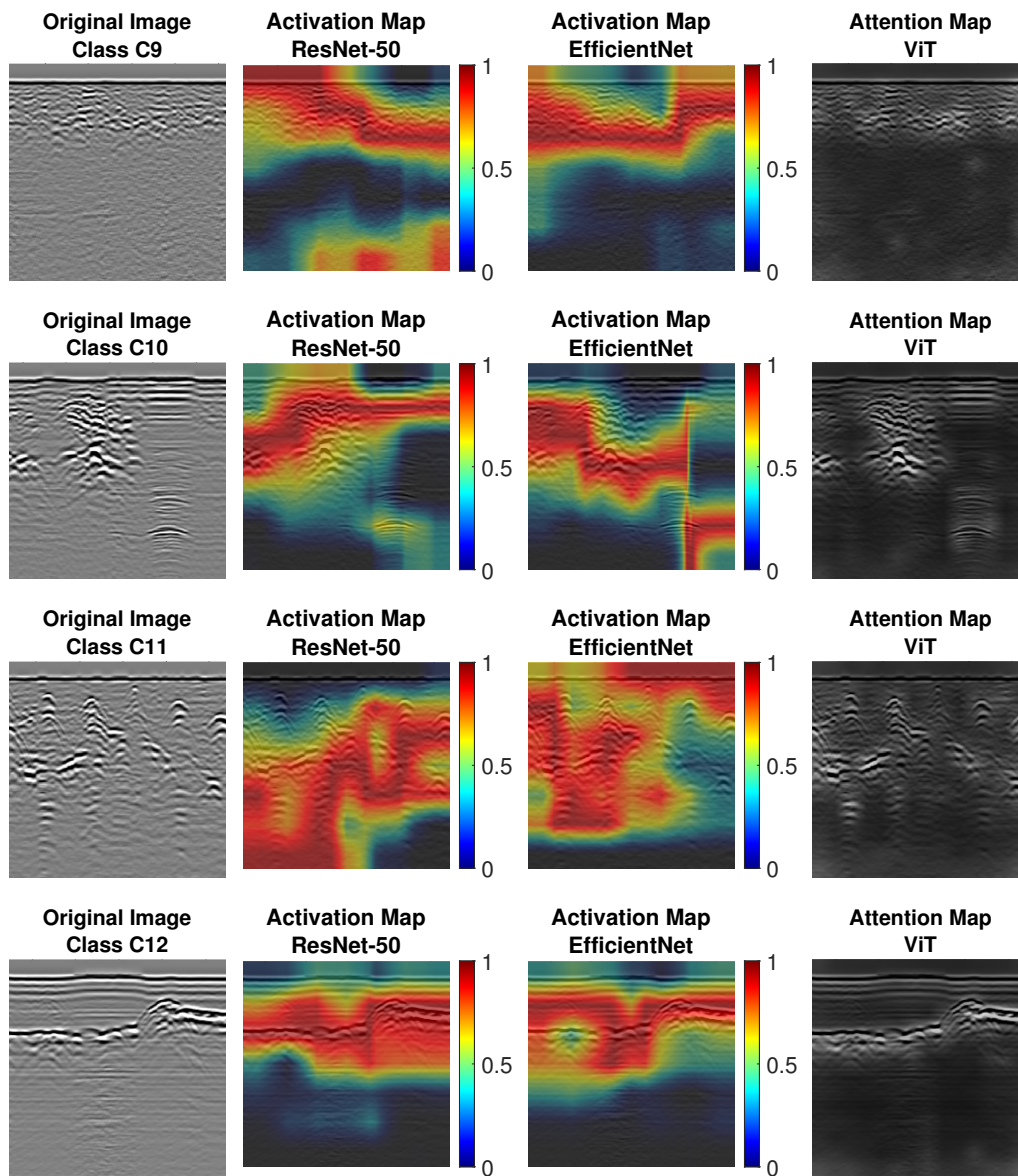 Original Image
Class C9
Activation Map
ResNet-50
1
0.5
0
Activation Map
EfficientNet
1
0.5
0
Attention Map
ViT
Original Image
Class C10
Activation Map
ResNet-50
1
0.5
0
Activation Map
EfficientNet
1
0.5
0
Attention Map
ViT
Original Image
Class C11
Activation Map
ResNet-50
1
0.5
0
Activation Map
EfficientNet
1
0.5
0
Attention Map
ViT
Original Image
Class C12
Activation Map
ResNet-50
1
0.5
0
Activation Map
EfficientNet
1
0.5
0
Attention Map
ViT